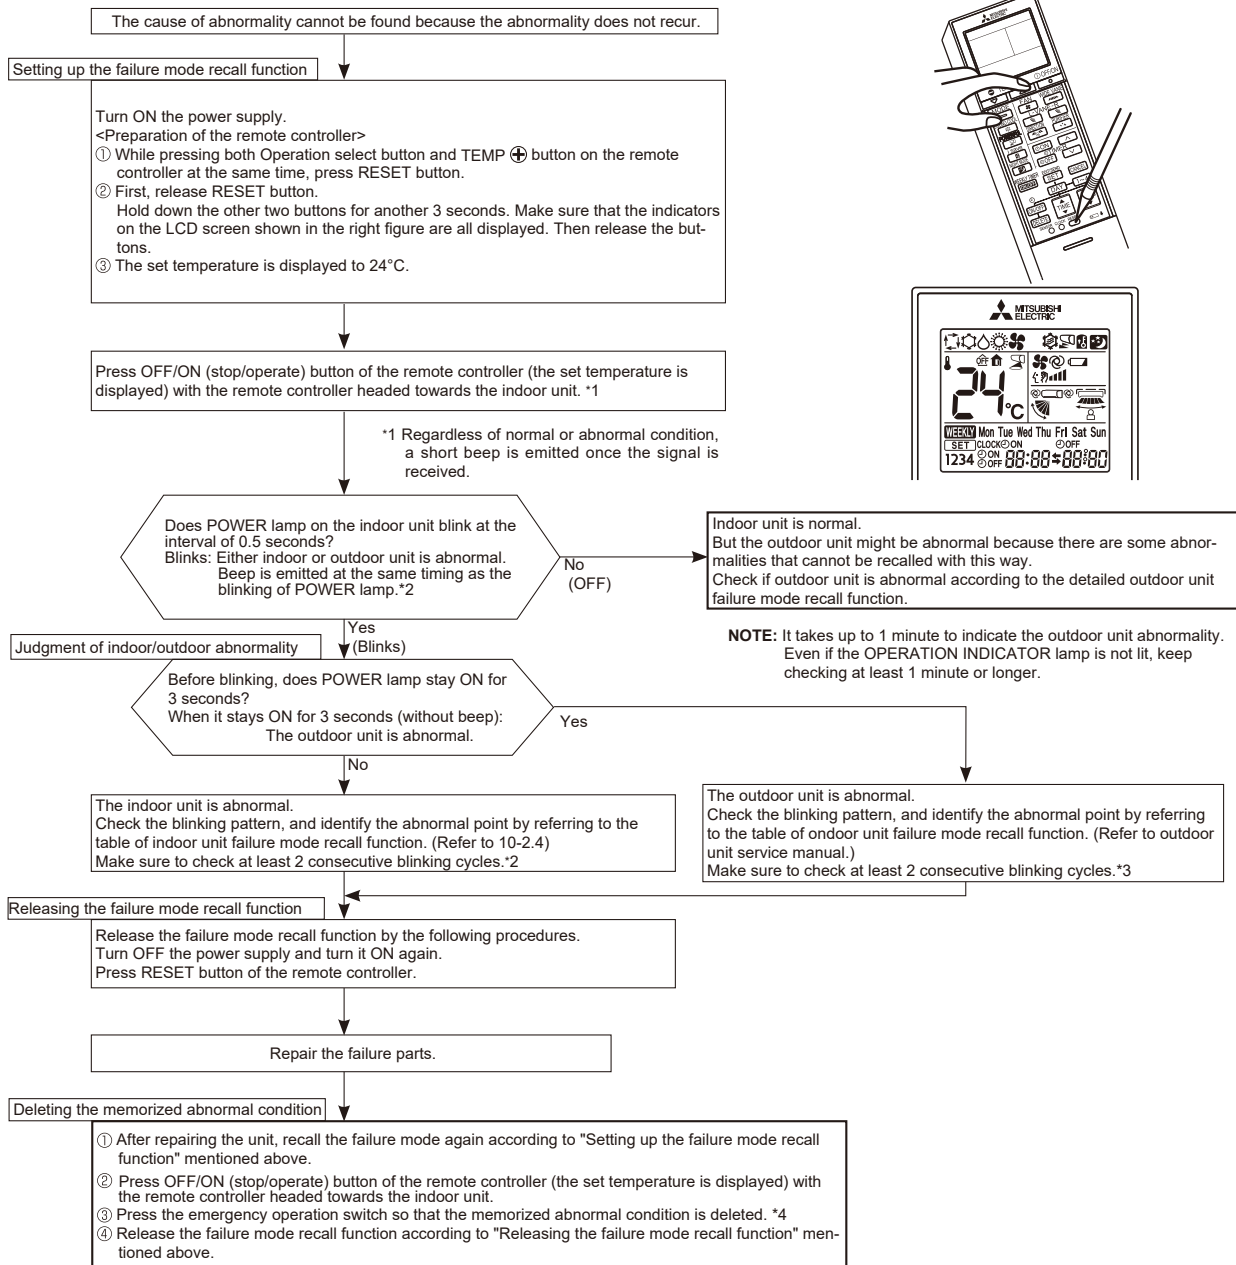 The cause of abnormality cannot be found because the abnormality does not recur.
Setting up the failure mode recall function
Turn ON the power supply.
<Preparation of the remote controller>
① While pressing both Operation select button and TEMP ⊕ button on the remote
controller at the same time, press RESET button.
② First, release RESET button.
Hold down the other two buttons for another 3 seconds. Make sure that the indicators
on the LCD screen shown in the right figure are all displayed. Then release the but-
tons.
③ The set temperature is displayed to 24°C.
MITSUBISHI
ELECTRIC
OFF
24°C
WEEKLY Mon Tue Wed Thu Fri Sat Sun
SET CLOCK ON OFF
1234 ON OFF 88:88 88:80
Press OFF/ON (stop/operate) button of the remote controller (the set temperature is
displayed) with the remote controller headed towards the indoor unit. *1
*1 Regardless of normal or abnormal condition,
a short beep is emitted once the signal is
received.
Does POWER lamp on the indoor unit blink at the
interval of 0.5 seconds?
Blinks: Either indoor or outdoor unit is abnormal.
Beep is emitted at the same timing as the
blinking of POWER lamp.*2
No
(OFF)
Indoor unit is normal.
But the outdoor unit might be abnormal because there are some abnor-
malities that cannot be recalled with this way.
Check if outdoor unit is abnormal according to the detailed outdoor unit
failure mode recall function.
NOTE: It takes up to 1 minute to indicate the outdoor unit abnormality.
Even if the OPERATION INDICATOR lamp is not lit, keep
checking at least 1 minute or longer.
Yes
(Blinks)
Judgment of indoor/outdoor abnormality
Before blinking, does POWER lamp stay ON for
3 seconds?
When it stays ON for 3 seconds (without beep):
The outdoor unit is abnormal.
Yes
No
The indoor unit is abnormal.
Check the blinking pattern, and identify the abnormal point by referring to the
table of indoor unit failure mode recall function. (Refer to 10-2.4)
Make sure to check at least 2 consecutive blinking cycles.*2
The outdoor unit is abnormal.
Check the blinking pattern, and identify the abnormal point by referring
to the table of ondoor unit failure mode recall function. (Refer to outdoor
unit service manual.)
Make sure to check at least 2 consecutive blinking cycles.*3
Releasing the failure mode recall function
Release the failure mode recall function by the following procedures.
Turn OFF the power supply and turn it ON again.
Press RESET button of the remote controller.
Repair the failure parts.
Deleting the memorized abnormal condition
① After repairing the unit, recall the failure mode again according to "Setting up the failure mode recall
function" mentioned above.
② Press OFF/ON (stop/operate) button of the remote controller (the set temperature is displayed) with
the remote controller headed towards the indoor unit.
③ Press the emergency operation switch so that the memorized abnormal condition is deleted. *4
④ Release the failure mode recall function according to "Releasing the failure mode recall function" men-
tioned above.